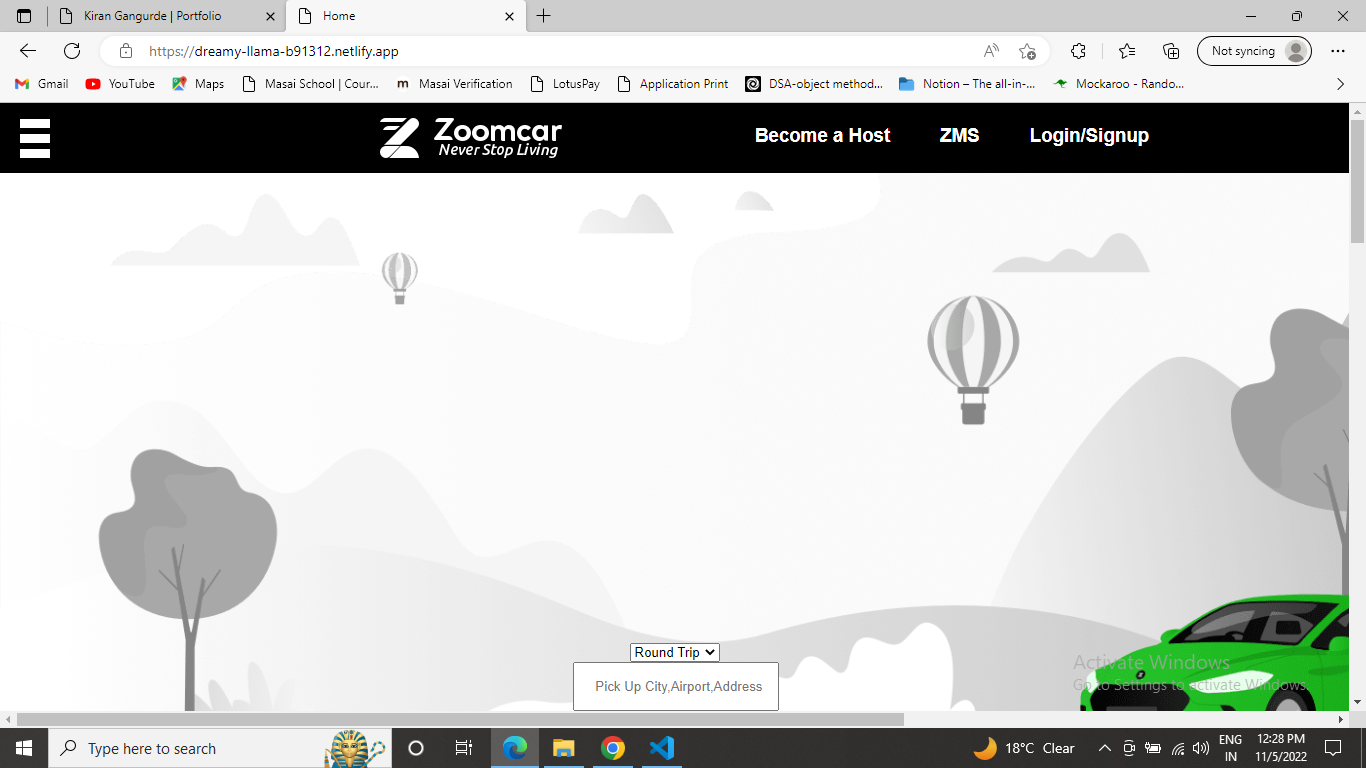 Kiran Gangurde | Portfolio
Home
https://dreamy-llama-b91312.netlify.app
Not syncing
Gmail
YouTube
Maps
Masai School | Cour...
Masai Verification
LotusPay
Application Print
DSA-object method...
Notion – The all-in-...
Mockaroo - Rando...
Zoomcar
Never Stop Living
Become a Host
ZMS
Login/Signup
Round Trip
Pick Up City,Airport,Address
Activate Windows
Go to Settings to activate Windows.
Type here to search
18°C Clear
ENG
IN
12:28 PM
11/5/2022